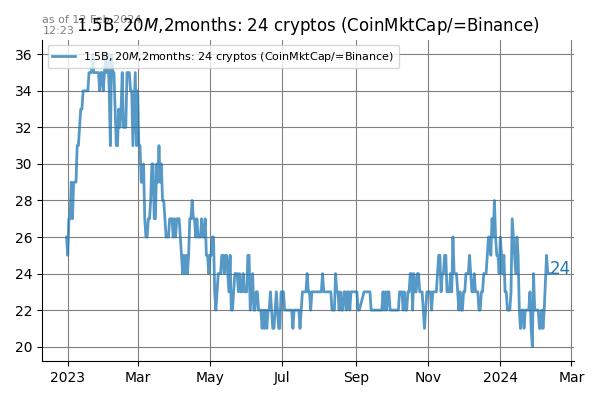 as of 12 Feb 2024
12:23
1.5B, 20M,2months: 24 cryptos (CoinMktCap/=Binance)
1.5B, 20M,2months: 24 cryptos (CoinMktCap/=Binance)
36
34
32
30
28
26
24
22
20
24
2023 Mar May Jul Sep Nov 2024 Mar